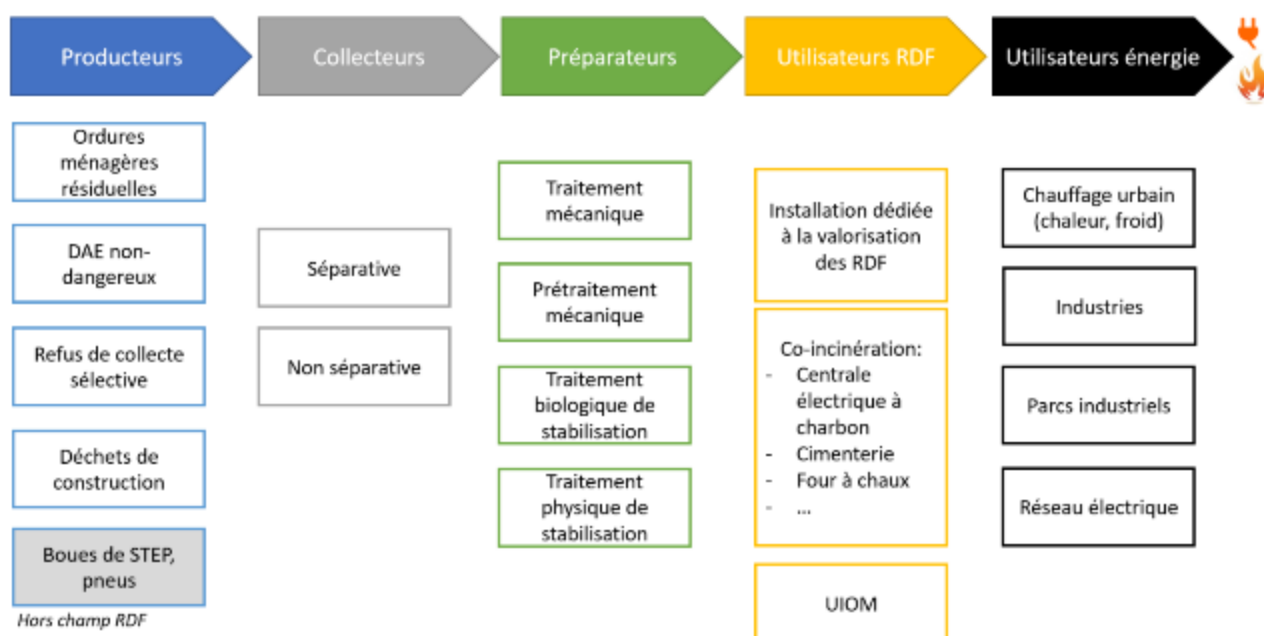 Producteurs
Collecteurs
Préparateurs
Utilisateurs RDF
Utilisateurs énergie
Ordures
ménagères
résiduelles
DAE non-
dangereux
Refus de collecte
sélective
Déchets de
construction
Boues de STEP,
pneus
Hors champ RDF
Séparative
Non séparative
Traitement
mécanique
Prétraitement
mécanique
Traitement
biologique de
stabilisation
Traitement
physique de
stabilisation
Installation dédiée
à la valorisation
des RDF
Co-incinération:
- Centrale
électrique à
charbon
- Cimenterie
- Four à chaux
- ...
UIOM
Chauffage urbain
(chaleur, froid)
Industries
Parcs industriels
Réseau électrique